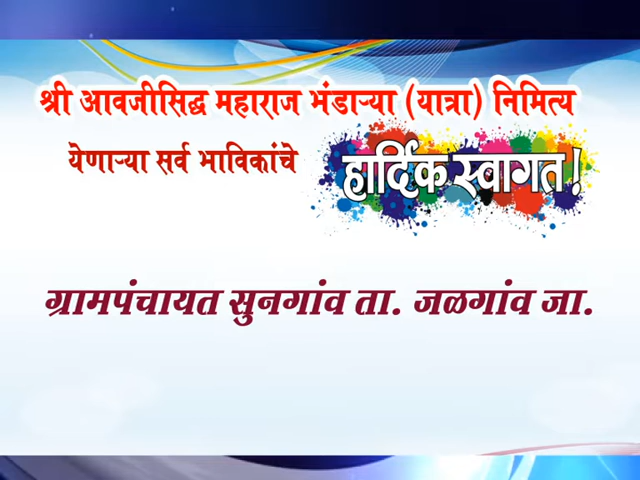 श्री आवजीसिद्ध महाराज भंडाऱ्या (यात्रा) निमित्य
येणाऱ्या सर्व भाविकांचे हार्दिक स्वागत!
ग्रामपंचायत सुनगांव ता. जळगांव जा.